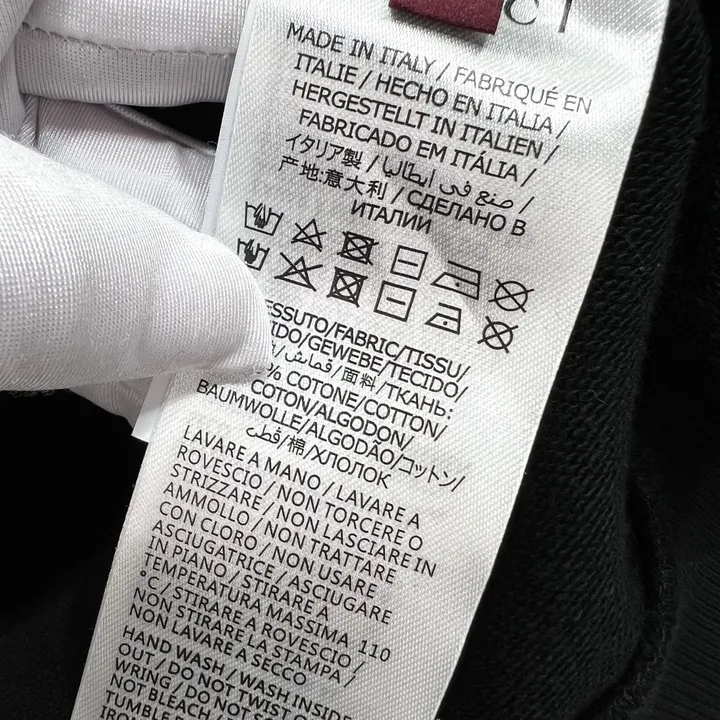 CI
MADE IN ITALY / FABRIQUÉ EN
ITALIE / HECHO EN ITALIA /
HERGESTELLT IN ITALIEN /
FABRICADO EM ITÁLIA /
イタリア製 / صنع في ايطاليا /
产地:意大利 / СДЕЛАНО В
ИТАЛИИ
ESSUTO/FABRIC/TISSU/
IDO/GEWEBE/TECIDO/
قماش/面料/ТКАНЬ:
% COTONE/COTTON/
COTON/ALGODON/
BAUMWOLLE/ALGODÃO/コットン/
قطن/棉/ХЛОПОК
LAVARE A MANO / LAVARE A
ROVESCIO / NON TORCERE O
STRIZZARE / NON LASCIARE IN
AMMOLLO / NON TRATTARE
CON CLORO / NON USARE
ASCIUGATRICE / ASCIUGARE
IN PIANO / STIRARE A
TEMPERATURA MASSIMA 110
°C / STIRARE A ROVESCIO /
NON STIRARE LA STAMPA /
NON LAVARE A SECCO
HAND WASH / WASH INSIDE
OUT / DO NOT TWIST O
WRING / DO NOT SO
NOT BLEACH /
TUMBLE
IRON